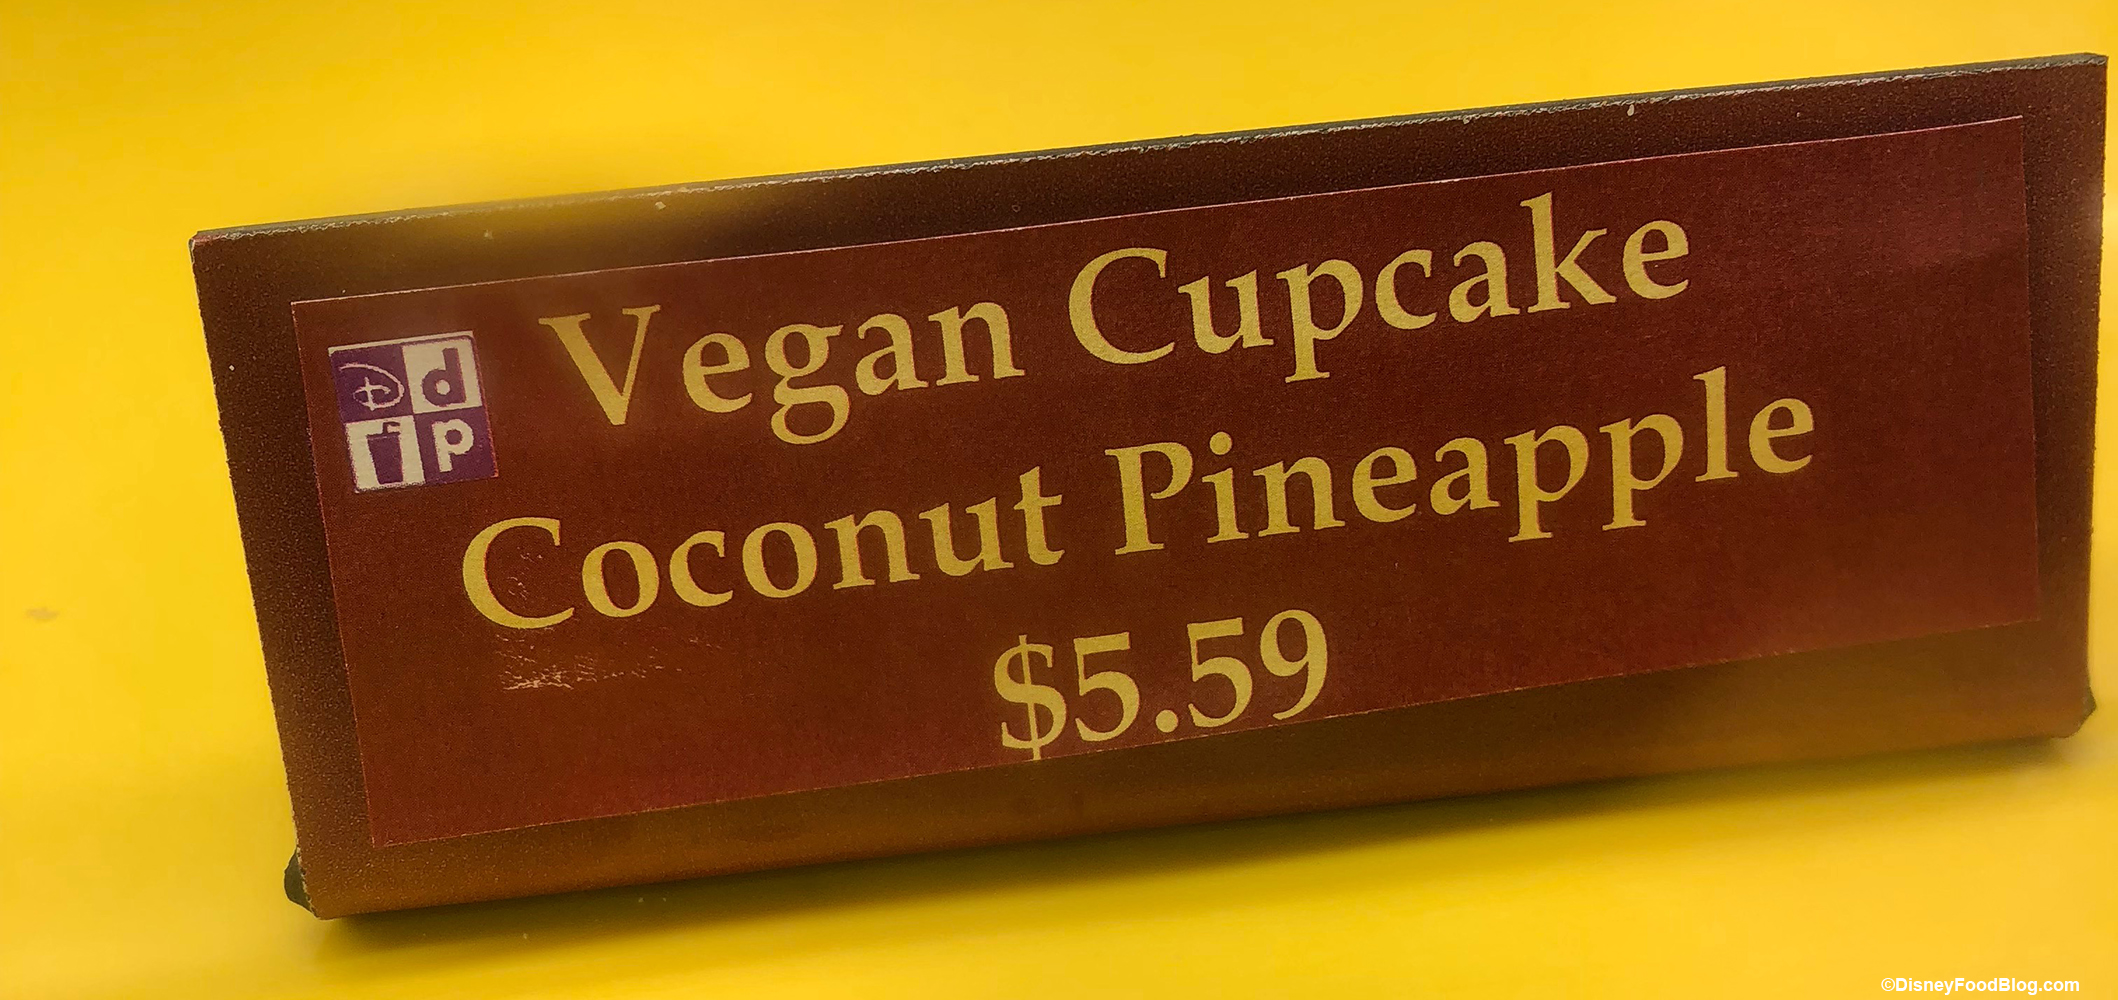 Vegan Cupcake
Coconut Pineapple
$5.59
D d
p
©DisneyFoodBlog.com